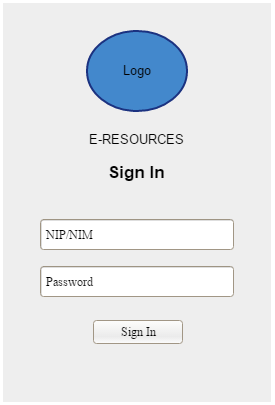 Logo
E-RESOURCES
Sign In
NIP/NIM
Password
Sign In